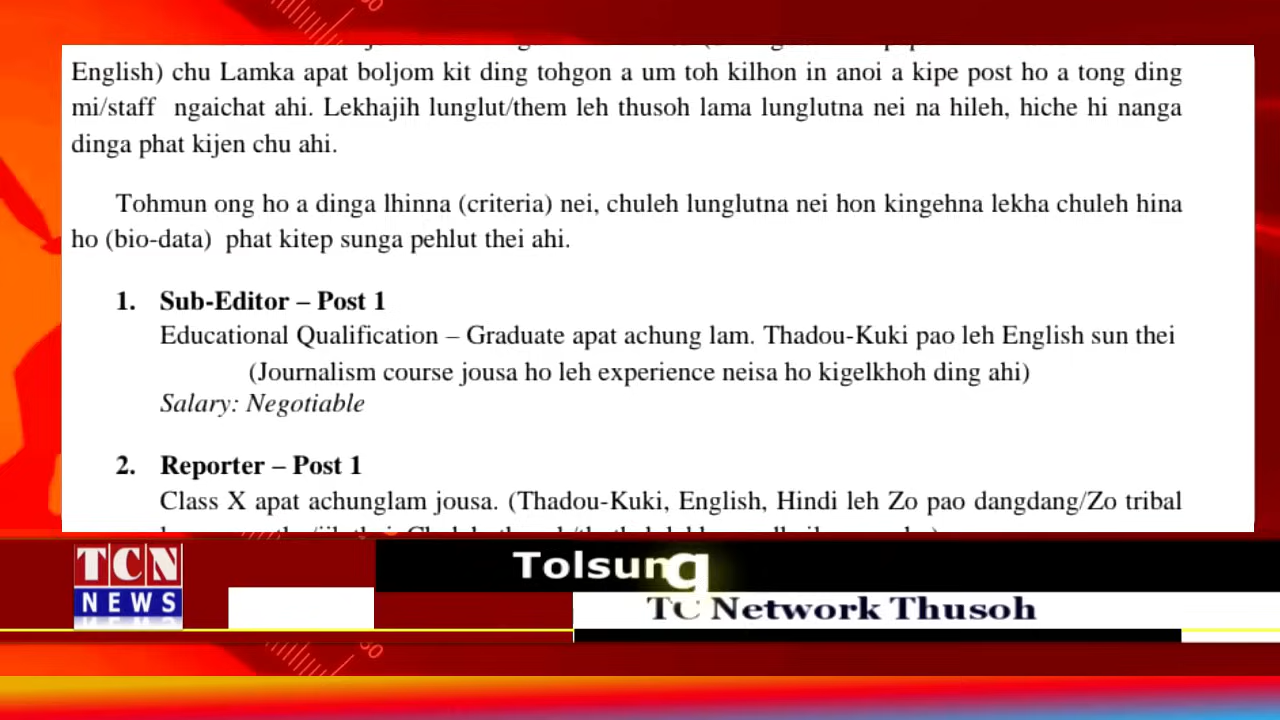 English) chu Lamka apat boljom kit ding tohgon a um toh kilhon in anoi a kipe post ho a tong ding
mi/staff ngaichat ahi. Lekhajih lunglut/them leh thusoh lama lunglutna nei na hileh, hiche hi nanga
dinga phat kijen chu ahi.
Tohmun ong ho a dinga lhinna (criteria) nei, chuleh lunglutna nei hon kingehna lekha chuleh hina
ho (bio-data) phat kitep sunga pehlut thei ahi.
1. Sub-Editor – Post 1
Educational Qualification – Graduate apat achung lam. Thadou-Kuki pao leh English sun thei
(Journalism course jousa ho leh experience neisa ho kigelkhoh ding ahi)
Salary: Negotiable
2. Reporter – Post 1
Class X apat achunglam jousa. (Thadou-Kuki, English, Hindi leh Zo pao dangdang/Zo tribal
TCN
NEWS
Tolsung
TC Network Thusoh